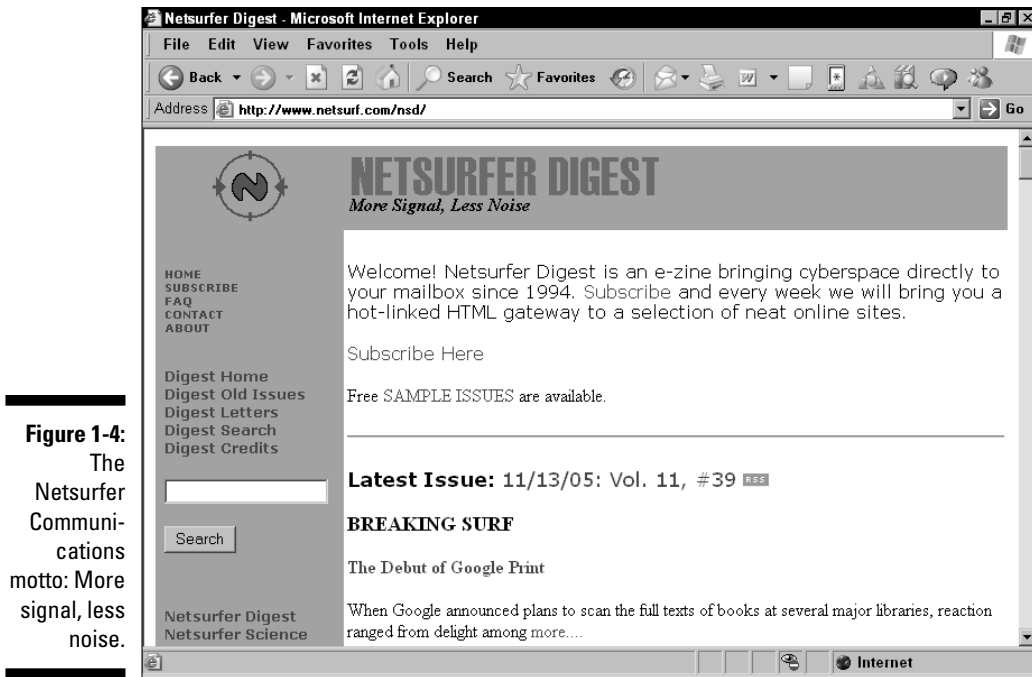 Netsurfer Digest - Microsoft Internet Explorer
File Edit View Favorites Tools Help
Back Search Favorites
Address http://www.netsurf.com/nsd/ Go
N
NETSURFER DIGEST
More Signal, Less Noise
HOME
SUBSCRIBE
FAQ
CONTACT
ABOUT
Digest Home
Digest Old Issues
Digest Letters
Digest Search
Digest Credits
Search
Netsurfer Digest
Netsurfer Science
Welcome! Netsurfer Digest is an e-zine bringing cyberspace directly to
your mailbox since 1994. Subscribe and every week we will bring you a
hot-linked HTML gateway to a selection of neat online sites.
Subscribe Here
Free SAMPLE ISSUES are available.
Latest Issue: 11/13/05: Vol. 11, #39 RSS
BREAKING SURF
The Debut of Google Print
When Google announced plans to scan the full texts of books at several major libraries, reaction
ranged from delight among more....
Internet
Figure 1-4:
The
Netsurfer
Communi-
cations
motto: More
signal, less
noise.